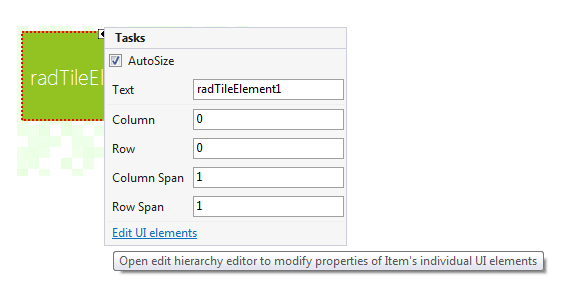 Tasks
radTileEl
AutoSize
Text radTileElement1
Column 0
Row 0
Column Span 1
Row Span 1
Edit UI elements
Open edit hierarchy editor to modify properties of Item's individual UI elements